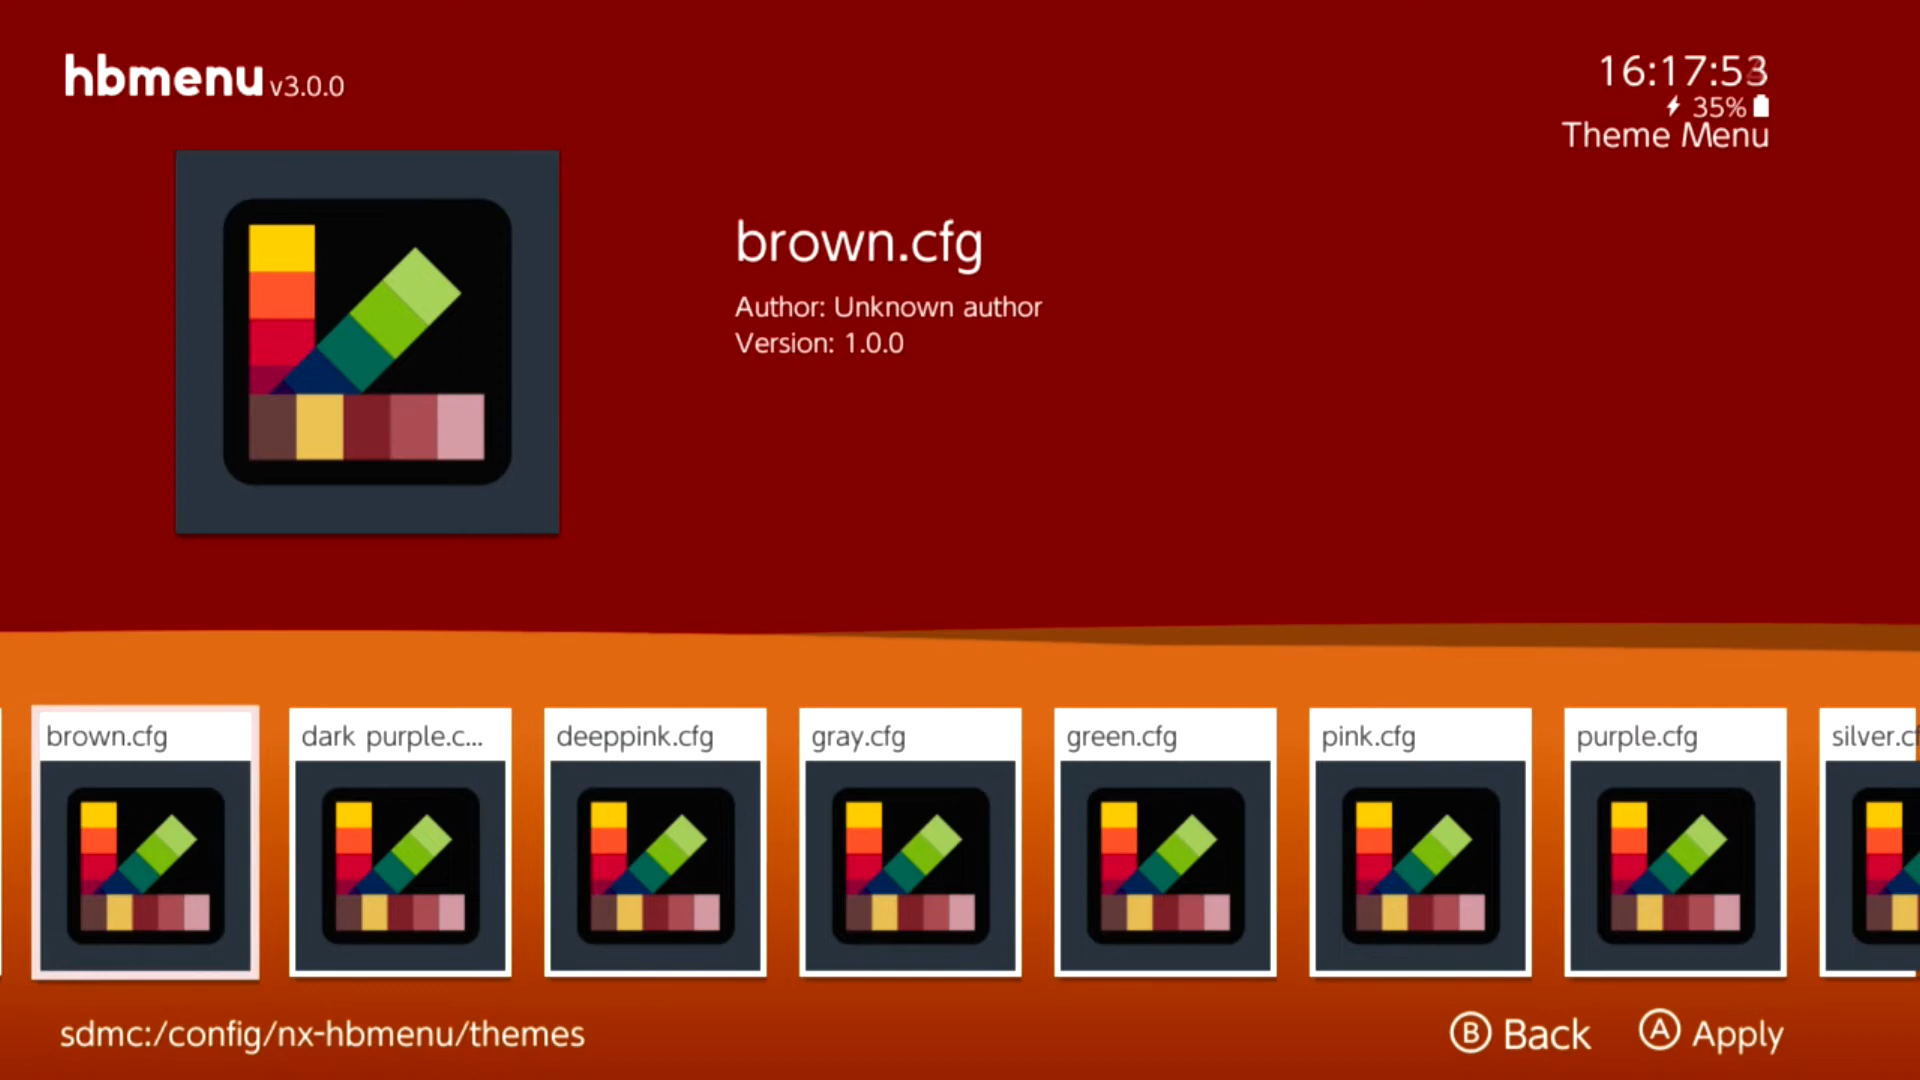 hbmenu v3.0.0
16:17:53
35%
Theme Menu
brown.cfg
Author: Unknown author
Version: 1.0.0
brown.cfg
dark purple.c...
deeppink.cfg
gray.cfg
green.cfg
pink.cfg
purple.cfg
silver.cf
sdmc:/config/nx-hbmenu/themes
B Back
A Apply